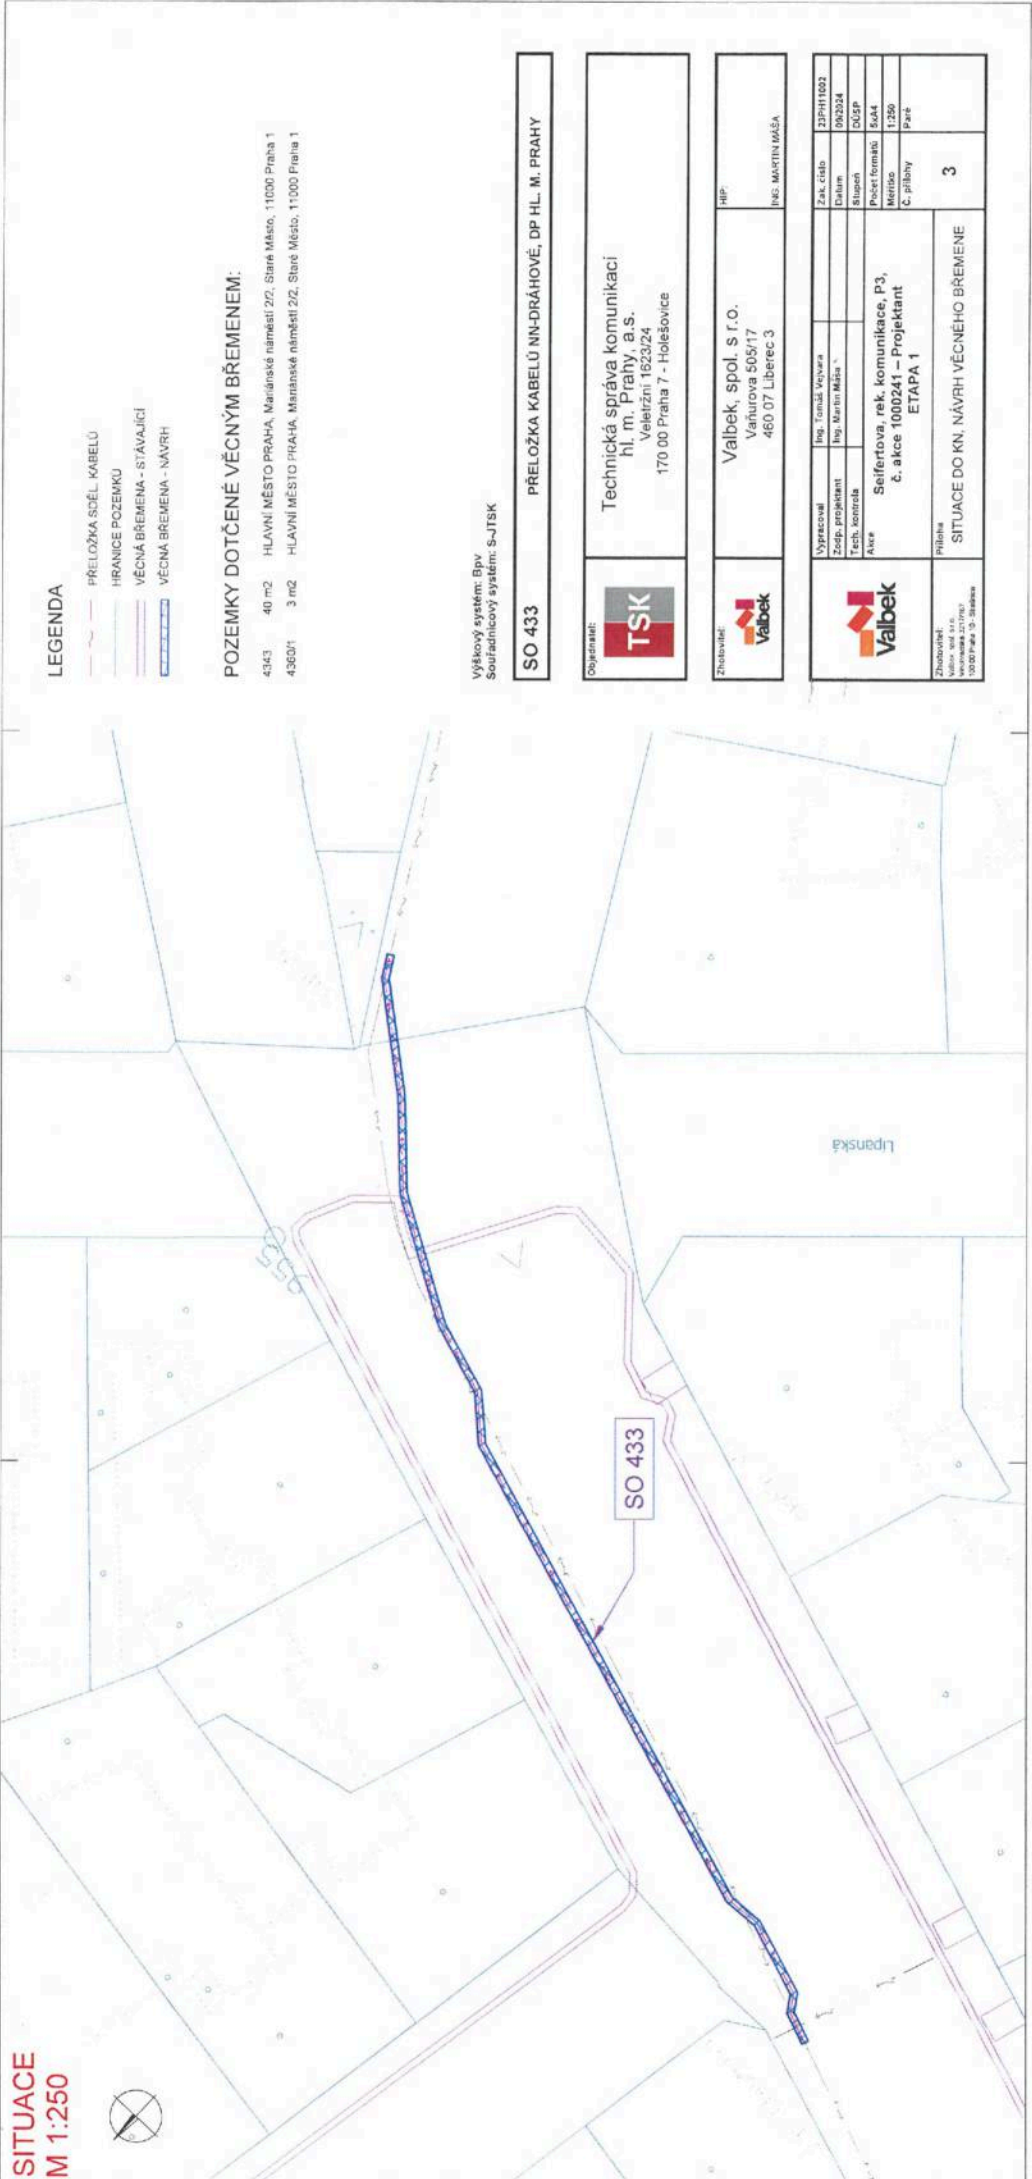 SITUACE
M 1:250
Lipanská
SO 433
LEGENDA
PŘELOŽKA SDĚL. KABELŮ
HRANICE POZEMKŮ
VĚCNÁ BŘEMENA - STÁVAJÍCÍ
VĚCNÁ BŘEMENA - NÁVRH
POZEMKY DOTČENÉ VĚCNÝM BŘEMENEM:
4343 40 m2 HLAVNÍ MĚSTO PRAHA, Mariánské náměstí 2/2, Staré Město, 11000 Praha 1
4360/1 3 m2 HLAVNÍ MĚSTO PRAHA, Mariánské náměstí 2/2, Staré Město, 11000 Praha 1
Výškový systém: Bpv
Souřadnicový systém: S-JTSK
SO 433 PŘELOŽKA KABELŮ NN-DRÁHOVÉ, DP HL. M. PRAHY
Objednatel:
TSK
Technická správa komunikací
hl. m. Prahy, a.s.
Veletržní 1623/24
170 00 Praha 7 - Holešovice
Zhotovitel:
Valbek
Valbek, spol. s r.o.
Vaňurova 505/17
460 07 Liberec 3
HIP:
ING. MARTIN MÁŠA
Valbek
Vypracoval Ing. Tomáš Vejvara
Zodp. projektant Ing. Martin Máša
Tech. kontrola
Zak. číslo 23PH11002
Datum 09/2024
Stupeň DÚSP
Akce
Seifertova, rek. komunikace, P3,
č. akce 1000241 – Projektant
ETAPA 1
Počet formátů 5xA4
Měřítko 1:250
Č. přílohy Paré
3
Zhotovitel:
Valbek, spol. s r.o.
Příloha
SITUACE DO KN, NÁVRH VĚCNÉHO BŘEMENE